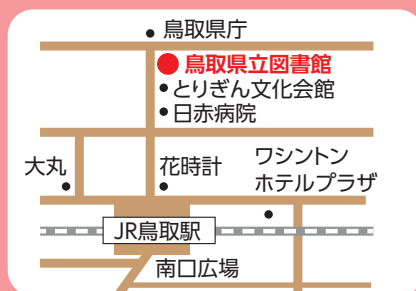 鳥取県庁
鳥取県立図書館
とりぎん文化会館
日赤病院
大丸
花時計
ワシントン
ホテルプラザ
JR鳥取駅
南口広場